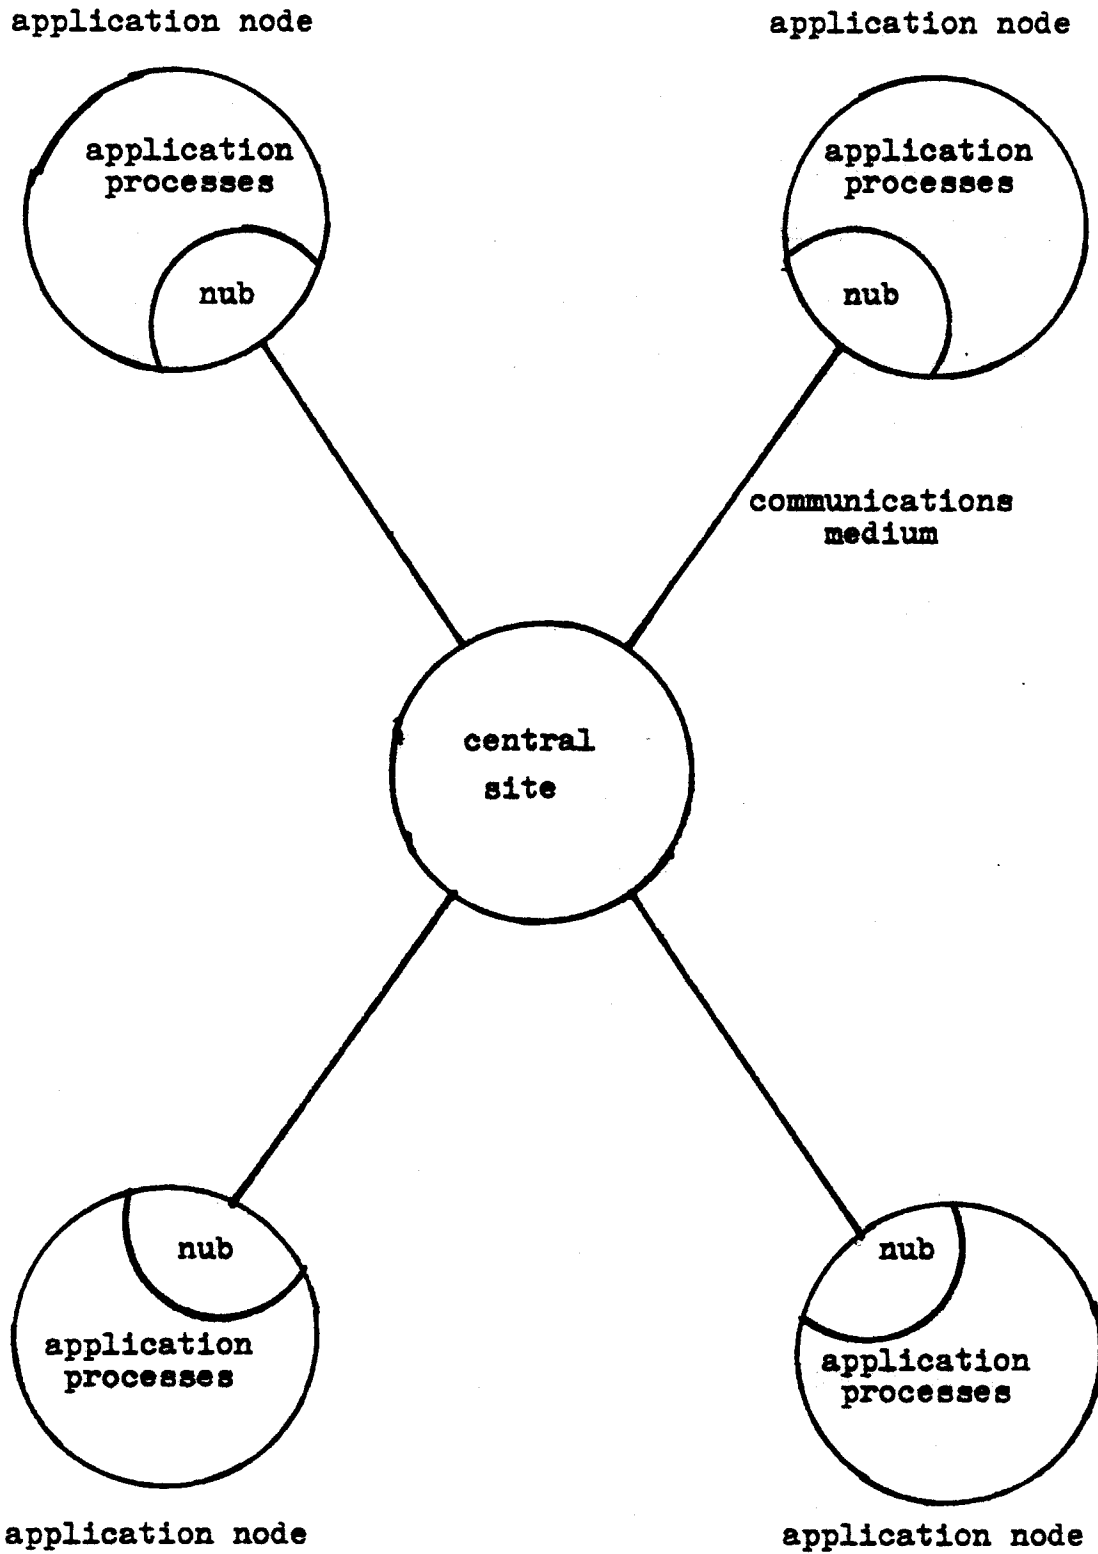 application node
application node
application
processes
nub
application
processes
nub
communications
medium
central
site
nub
application
processes
nub
application
processes
application node
application node